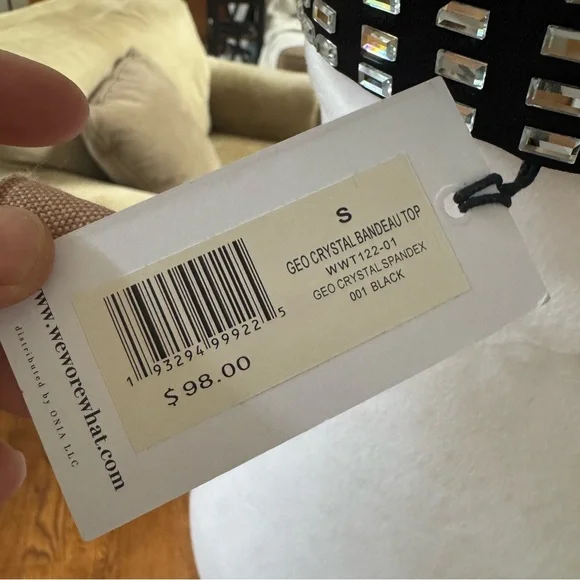 S
GEO CRYSTAL BANDEAU TOP
WWT122-01
GEO CRYSTAL SPANDEX
001 BLACK
1 93294 99922 5
$98.00
www.weworewhat.com
distributed by ONIA LLC